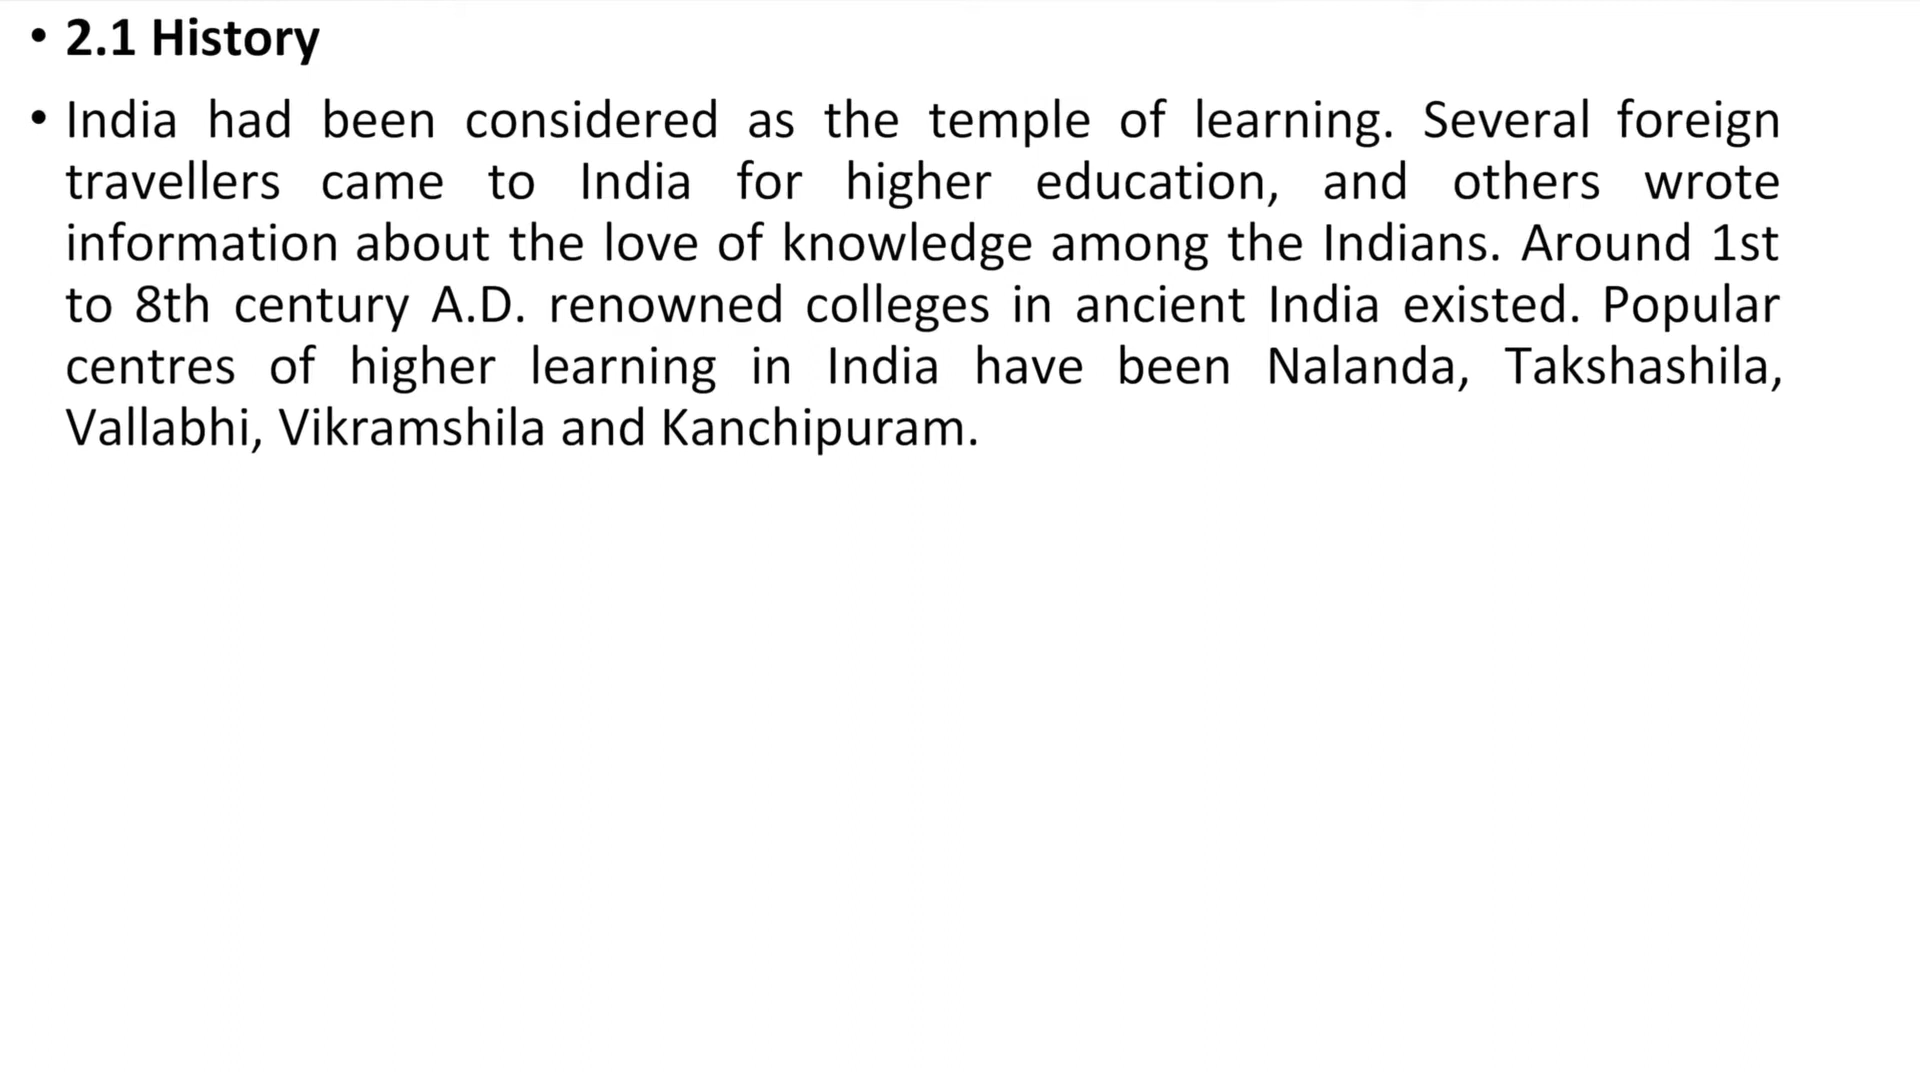 • 2.1 History
• India had been considered as the temple of learning. Several foreign
travellers came to India for higher education, and others wrote
information about the love of knowledge among the Indians. Around 1st
to 8th century A.D. renowned colleges in ancient India existed. Popular
centres of higher learning in India have been Nalanda, Takshashila,
Vallabhi, Vikramshila and Kanchipuram.